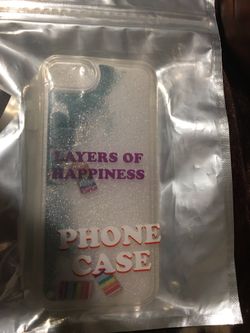 LAYERS OF
HAPPINESS
PHONE
CASE